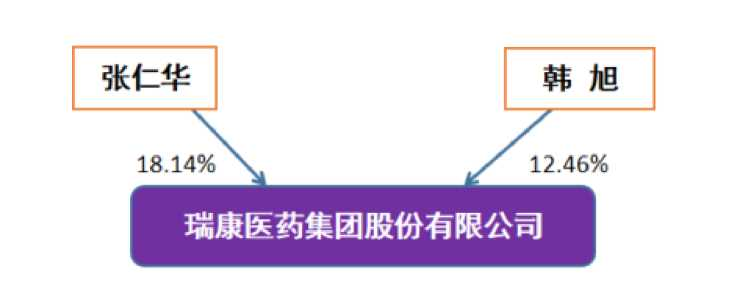 张仁华
韩 旭
18.14%
12.46%
瑞康医药集团股份有限公司